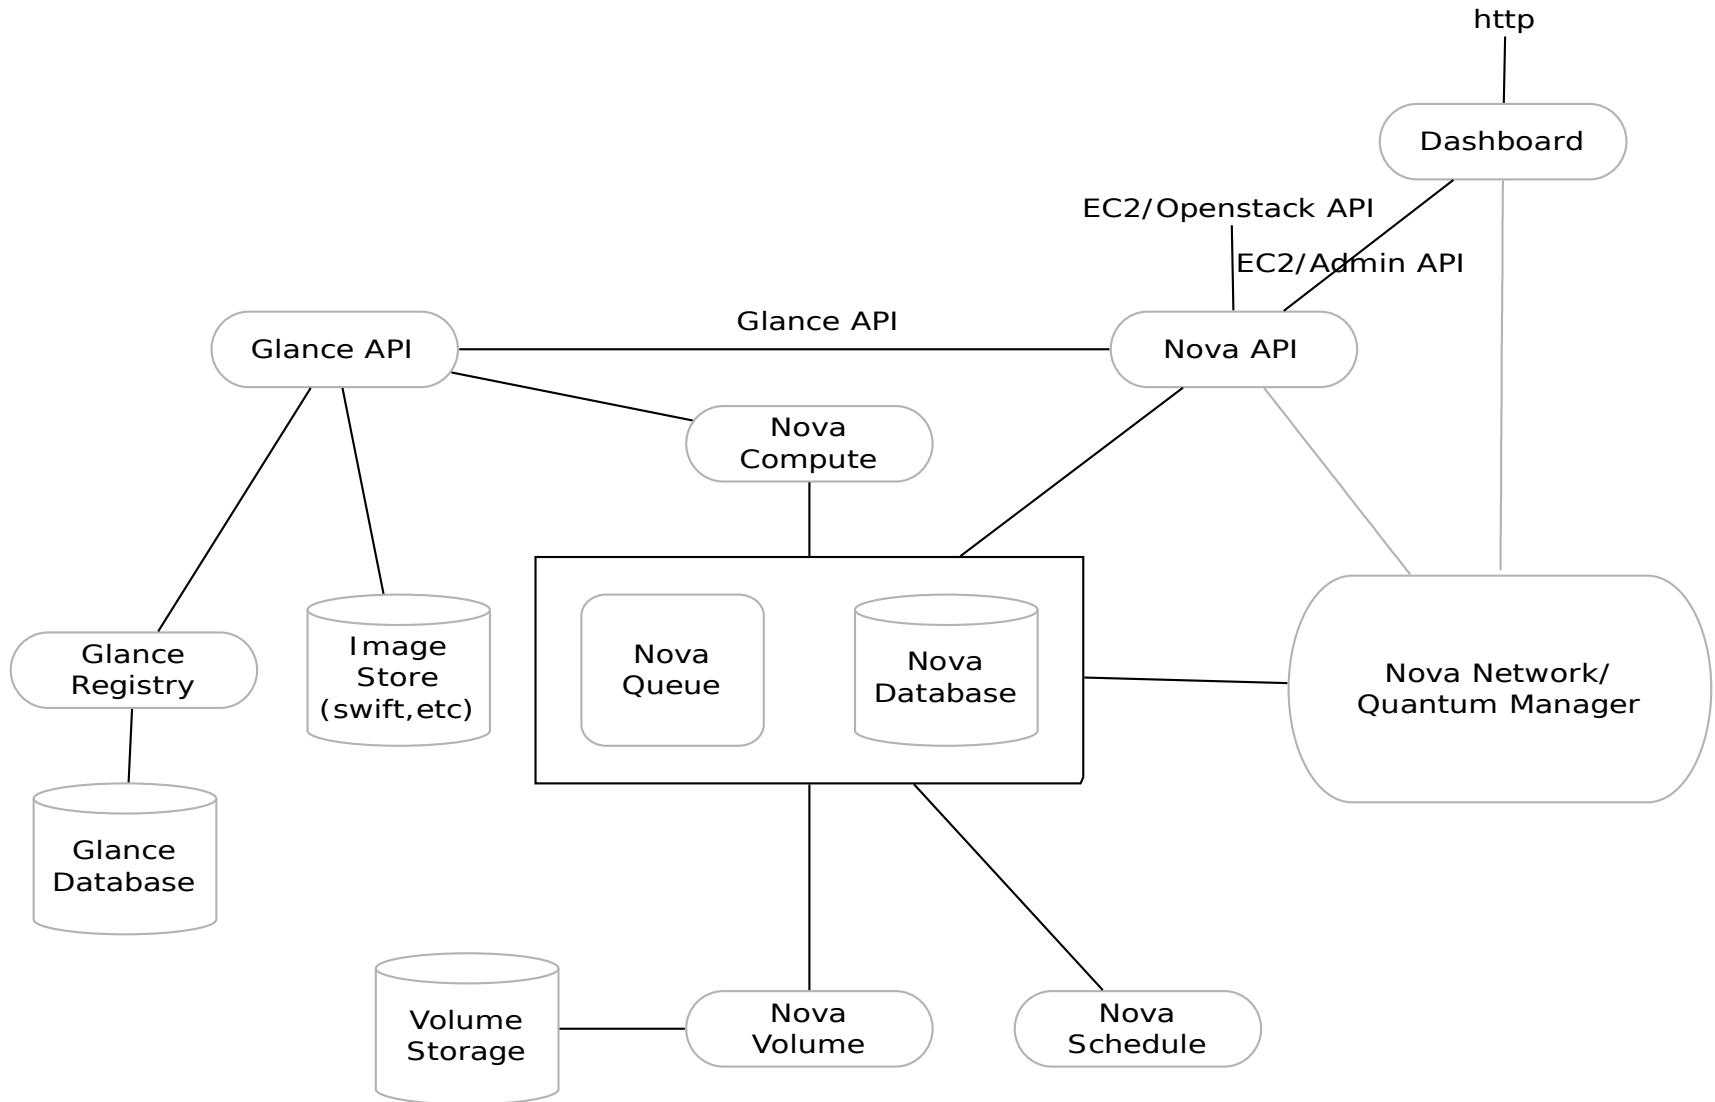 http
Dashboard
EC2/Openstack API
EC2/Admin API
Glance API
Glance API
Nova API
Nova
Compute
Glance
Registry
Image
Store
(swift,etc)
Nova
Queue
Nova
Database
Nova Network/
Quantum Manager
Glance
Database
Volume
Storage
Nova
Volume
Nova
Schedule